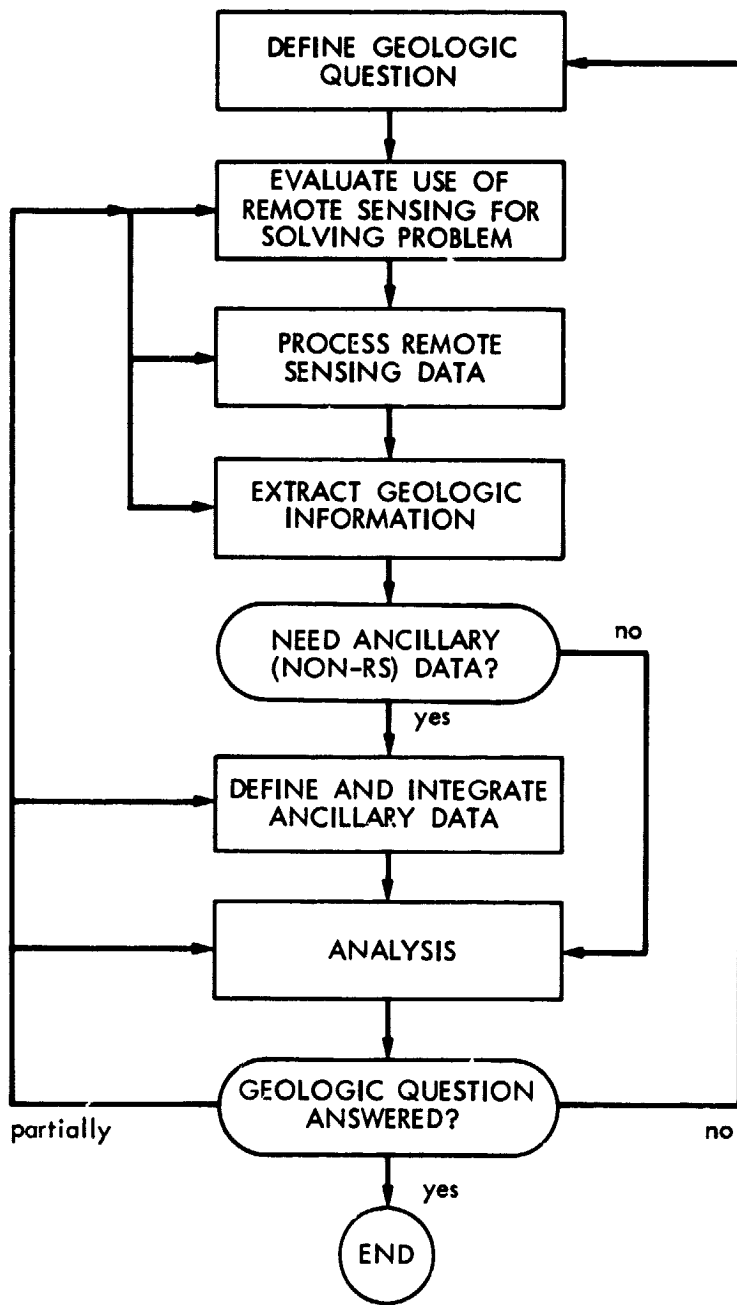 DEFINE GEOLOGIC
QUESTION
EVALUATE USE OF
REMOTE SENSING FOR
SOLVING PROBLEM
PROCESS REMOTE
SENSING DATA
EXTRACT GEOLOGIC
INFORMATION
NEED ANCILLARY
(NON-RS) DATA?
no
yes
DEFINE AND INTEGRATE
ANCILLARY DATA
ANALYSIS
GEOLOGIC QUESTION
ANSWERED?
partially
no
yes
END